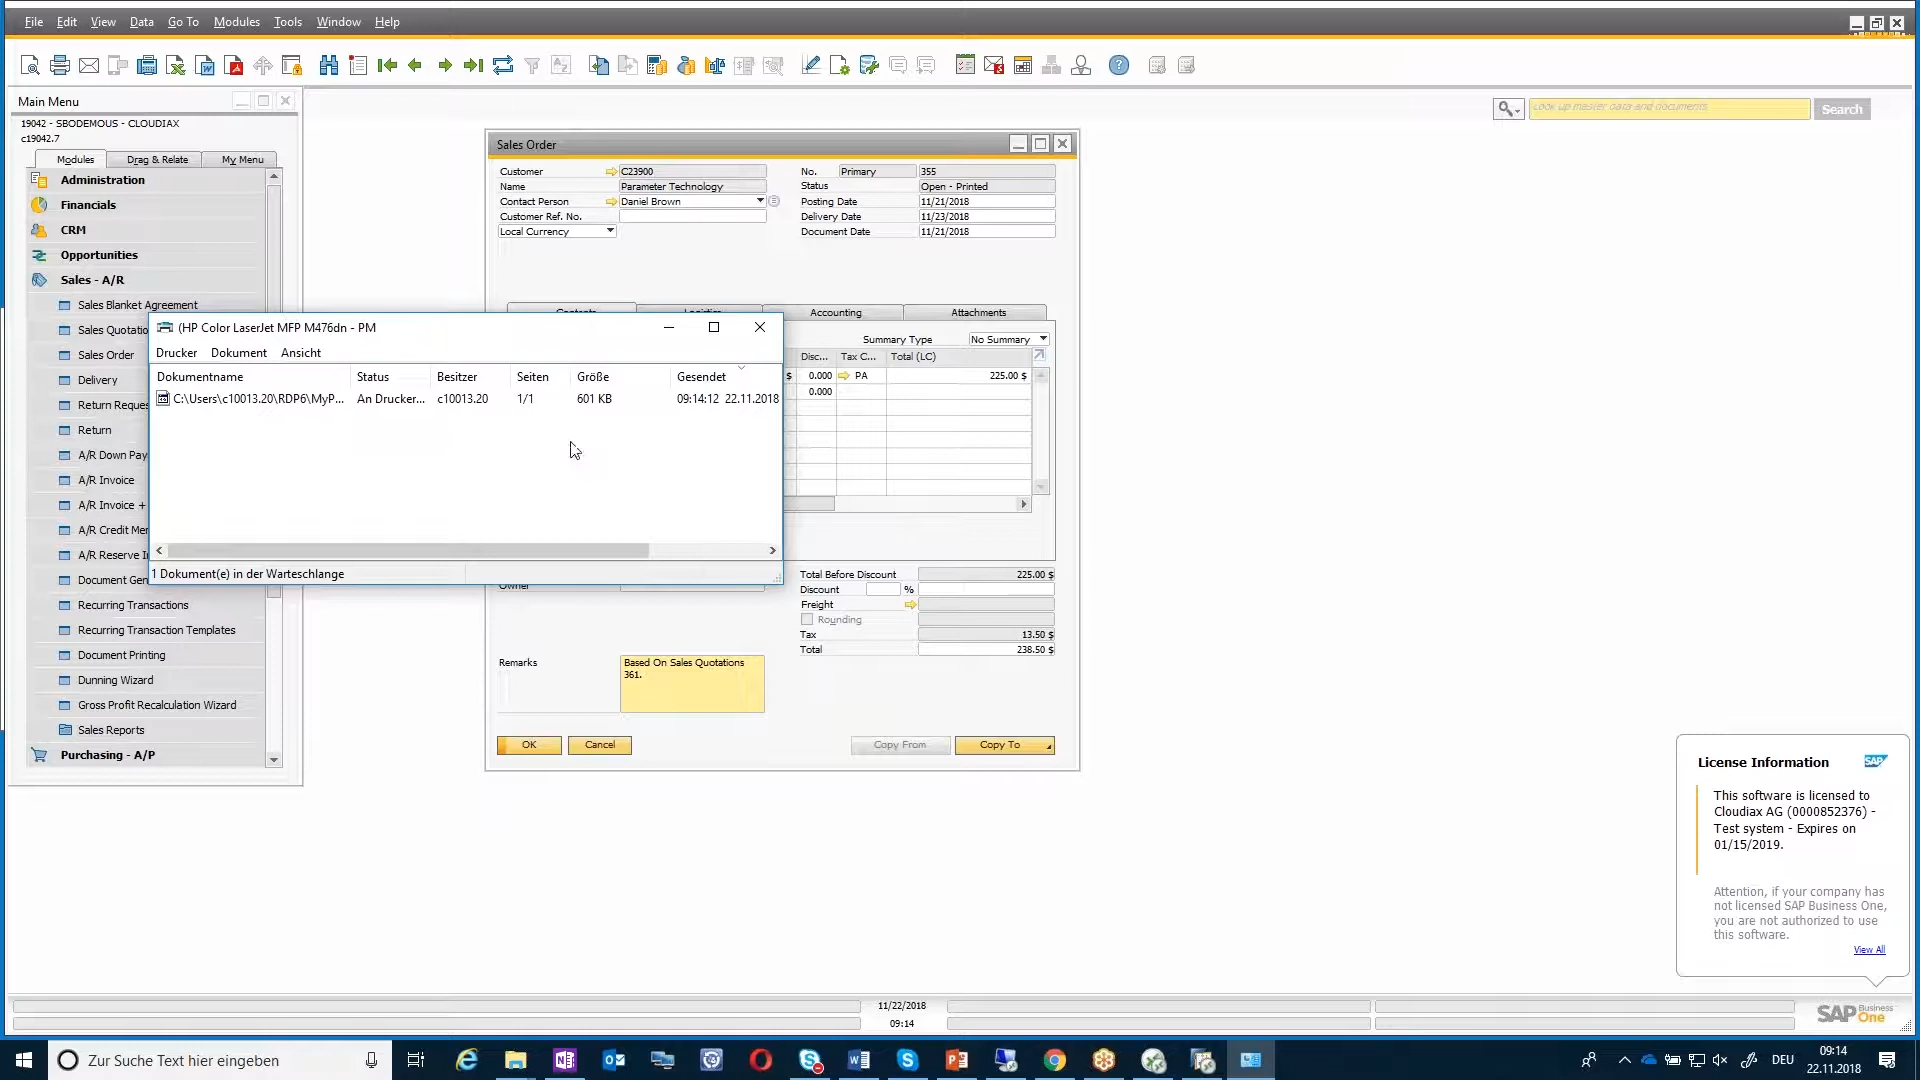 File Edit View Data Go To Modules Tools Window Help
Main Menu
19042 - SBODEMOUS - CLOUDIAX
c19042.7
Modules Drag & Relate My Menu
Administration
Financials
CRM
Opportunities
Sales - A/R
Sales Blanket Agreement
Sales Quotatio
Sales Order
Delivery
Return Reques
Return
A/R Down Pay
A/R Invoice
A/R Invoice +
A/R Credit Mer
A/R Reserve I
Document Gen
Recurring Transactions
Recurring Transaction Templates
Document Printing
Dunning Wizard
Gross Profit Recalculation Wizard
Sales Reports
Purchasing - A/P
Look up master data and documents Search
Sales Order
Customer C23900
Name Parameter Technology
Contact Person Daniel Brown
Customer Ref. No.
Local Currency
No. Primary 355
Status Open - Printed
Posting Date 11/21/2018
Delivery Date 11/23/2018
Document Date 11/21/2018
Contents Logistics Accounting Attachments
Summary Type No Summary
Disc... Tax C... Total (LC)
$ 0.000 PA 225.00 $
0.000
Owner
Total Before Discount 225.00 $
Discount %
Freight
Rounding
Tax 13.50 $
Total 238.50 $
Remarks
Based On Sales Quotations
361.
OK Cancel Copy From Copy To
(HP Color LaserJet MFP M476dn - PM
Drucker Dokument Ansicht
Dokumentname Status Besitzer Seiten Größe Gesendet
C:\Users\c10013.20\RDP6\MyP... An Drucker... c10013.20 1/1 601 KB 09:14:12 22.11.2018
1 Dokument(e) in der Warteschlange
License Information SAP
This software is licensed to
Cloudiax AG (0000852376) -
Test system - Expires on
01/15/2019.
Attention, if your company has
not licensed SAP Business One,
you are not authorized to use
this software.
View All
11/22/2018
09:14
SAP Business One
Zur Suche Text hier eingeben
DEU
09:14
22.11.2018